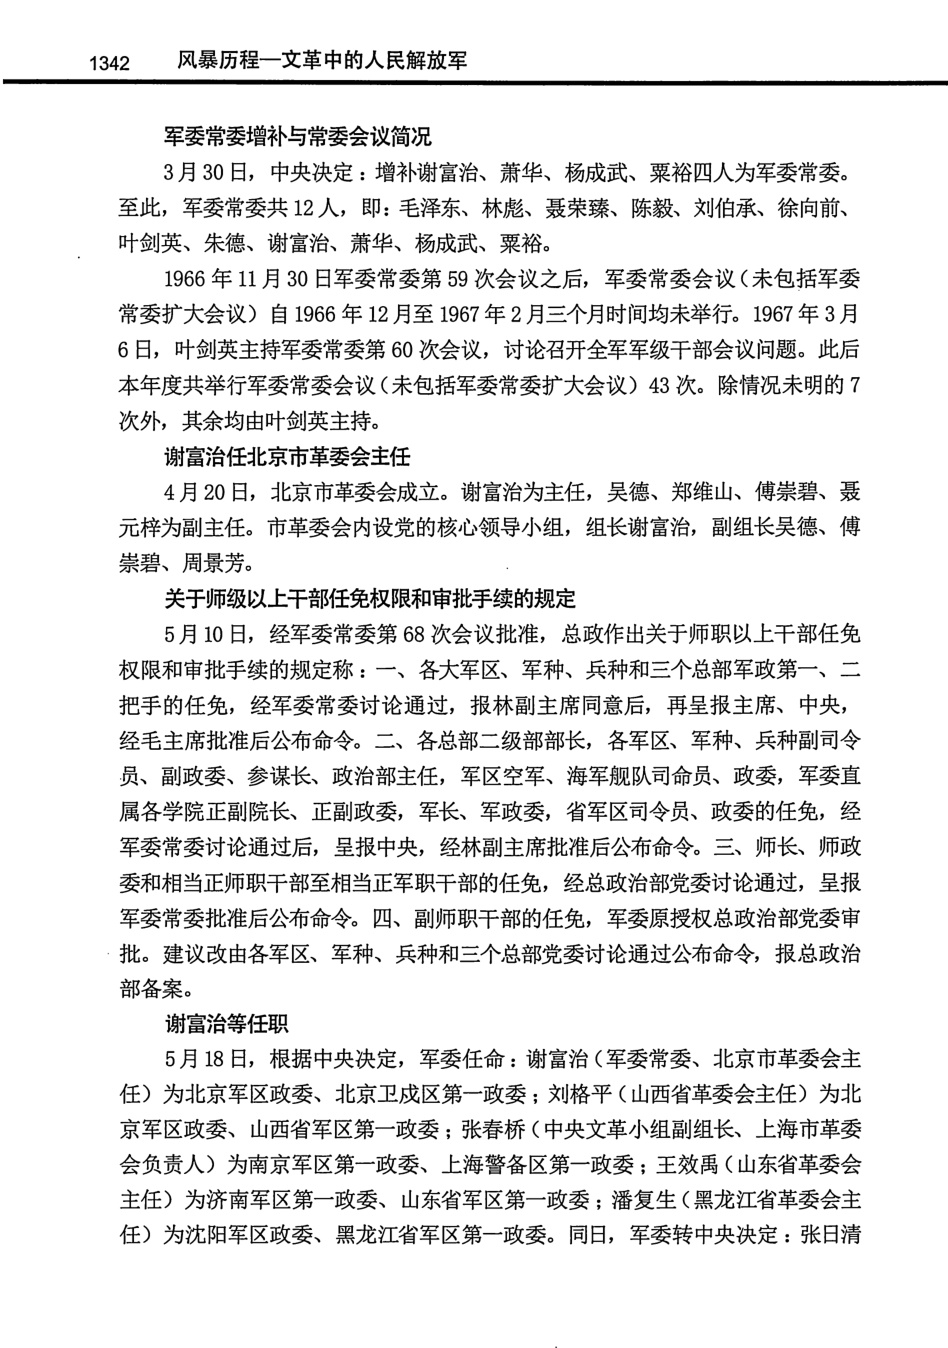 1342 风暴历程—文革中的人民解放军
军委常委增补与常委会议简况
3月30日，中央决定：增补谢富治、萧华、杨成武、粟裕四人为军委常委。
至此，军委常委共12人，即：毛泽东、林彪、聂荣臻、陈毅、刘伯承、徐向前、
叶剑英、朱德、谢富治、萧华、杨成武、粟裕。
1966年11月30日军委常委第59次会议之后，军委常委会议（未包括军委
常委扩大会议）自1966年12月至1967年2月三个月时间均未举行。1967年3月
6日，叶剑英主持军委常委第60次会议，讨论召开全军军级干部会议问题。此后
本年度共举行军委常委会议（未包括军委常委扩大会议）43次。除情况未明的7
次外，其余均由叶剑英主持。
谢富治任北京市革委会主任
4月20日，北京市革委会成立。谢富治为主任，吴德、郑维山、傅崇碧、聂
元梓为副主任。市革委会内设党的核心领导小组，组长谢富治，副组长吴德、傅
崇碧、周景芳。
关于师级以上干部任免权限和审批手续的规定
5月10日，经军委常委第68次会议批准，总政作出关于师职以上干部任免
权限和审批手续的规定称：一、各大军区、军种、兵种和三个总部军政第一、二
把手的任免，经军委常委讨论通过，报林副主席同意后，再呈报主席、中央，
经毛主席批准后公布命令。二、各总部二级部部长，各军区、军种、兵种副司令
员、副政委、参谋长、政治部主任，军区空军、海军舰队司命员、政委，军委直
属各学院正副院长、正副政委，军长、军政委，省军区司令员、政委的任免，经
军委常委讨论通过后，呈报中央，经林副主席批准后公布命令。三、师长、师政
委和相当正师职干部至相当正军职干部的任免，经总政治部党委讨论通过，呈报
军委常委批准后公布命令。四、副师职干部的任免，军委原授权总政治部党委审
批。建议改由各军区、军种、兵种和三个总部党委讨论通过公布命令，报总政治
部备案。
谢富治等任职
5月18日，根据中央决定，军委任命：谢富治（军委常委、北京市革委会主
任）为北京军区政委、北京卫戍区第一政委；刘格平（山西省革委会主任）为北
京军区政委、山西省军区第一政委；张春桥（中央文革小组副组长、上海市革委
会负责人）为南京军区第一政委、上海警备区第一政委；王效禹（山东省革委会
主任）为济南军区第一政委、山东省军区第一政委；潘复生（黑龙江省革委会主
任）为沈阳军区政委、黑龙江省军区第一政委。同日，军委转中央决定：张日清